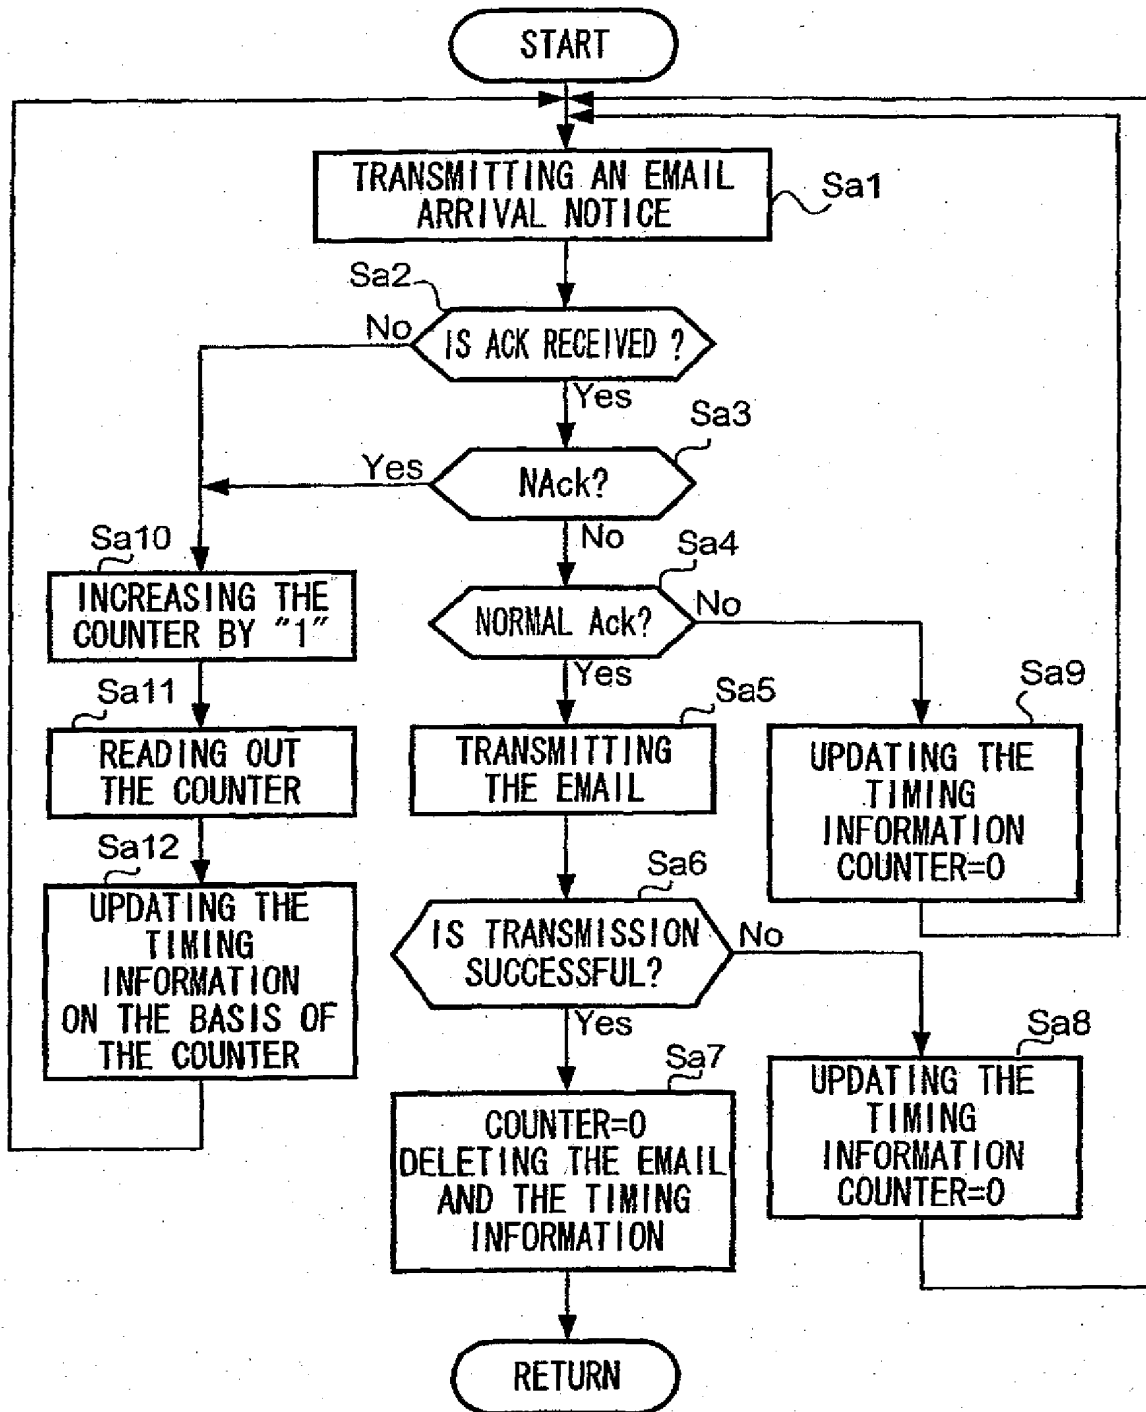 START
TRANSMITTING AN EMAIL
ARRIVAL NOTICE
Sa1
Sa2
No
IS ACK RECEIVED ?
Yes
Sa3
Yes
NAck?
No
Sa10
INCREASING THE
COUNTER BY "1"
Sa4
NORMAL Ack?
No
Yes
Sa11
READING OUT
THE COUNTER
Sa5
TRANSMITTING
THE EMAIL
Sa9
UPDATING THE
TIMING
INFORMATION
COUNTER=0
Sa12
UPDATING THE
TIMING
INFORMATION
ON THE BASIS OF
THE COUNTER
Sa6
IS TRANSMISSION
SUCCESSFUL?
No
Yes
Sa8
UPDATING THE
TIMING
INFORMATION
COUNTER=0
Sa7
COUNTER=0
DELETING THE EMAIL
AND THE TIMING
INFORMATION
RETURN